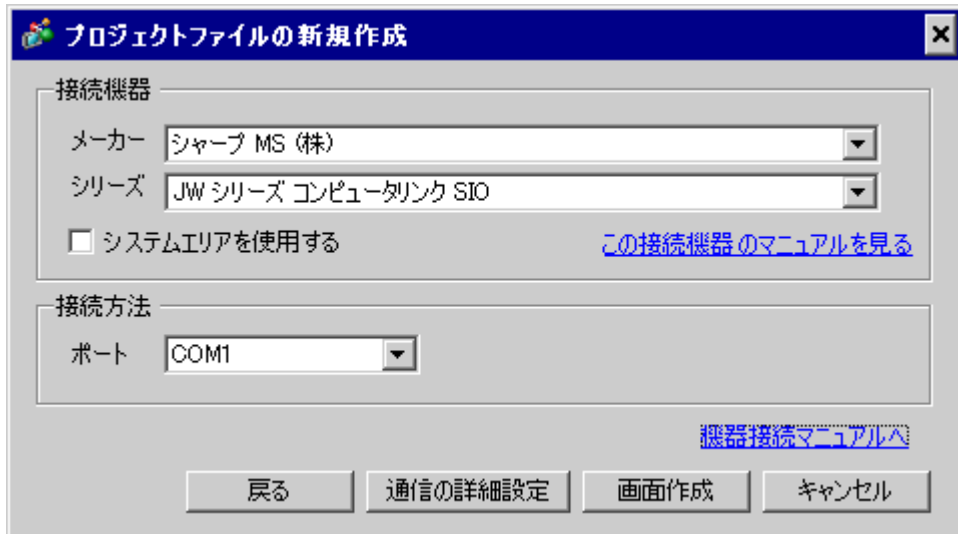 プロジェクトファイルの新規作成
接続機器
メーカー シャープ MS (株)
シリーズ JW シリーズ コンピュータリンク SIO
システムエリアを使用する この接続機器のマニュアルを見る
接続方法
ポート COM1
機器接続マニュアルへ
戻る 通信の詳細設定 画面作成 キャンセル